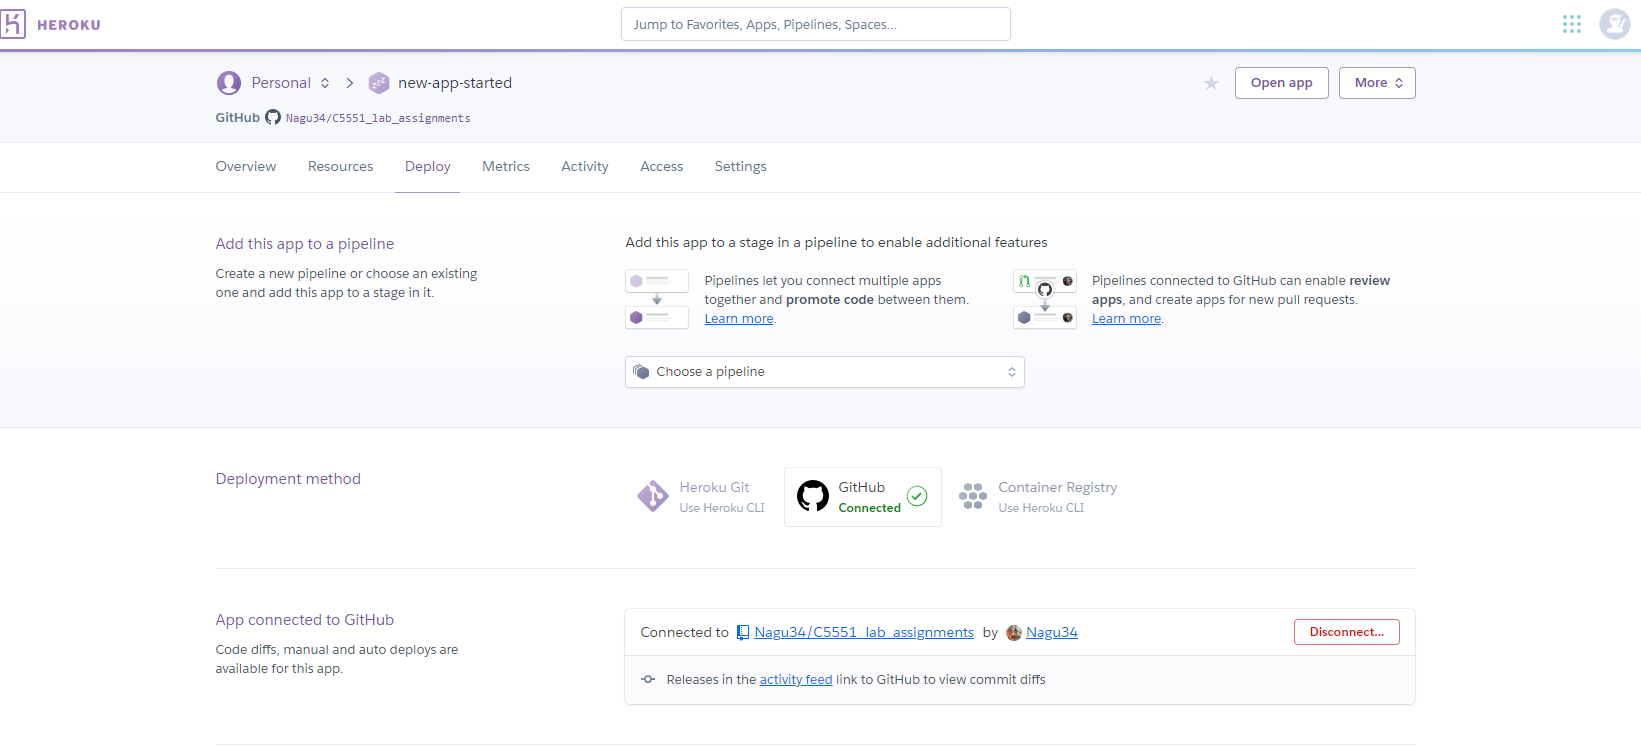 HEROKU
Jump to Favorites, Apps, Pipelines, Spaces...
Personal
new-app-started
Open app
More
GitHub Nagu34/C5551_lab_assignments
Overview Resources Deploy Metrics Activity Access Settings
Add this app to a pipeline
Create a new pipeline or choose an existing
one and add this app to a stage in it.
Add this app to a stage in a pipeline to enable additional features
Pipelines let you connect multiple apps
together and promote code between them.
Learn more.
Pipelines connected to GitHub can enable review
apps, and create apps for new pull requests.
Learn more.
Choose a pipeline
Deployment method
Heroku Git
Use Heroku CLI
GitHub
Connected
Container Registry
Use Heroku CLI
App connected to GitHub
Code diffs, manual and auto deploys are
available for this app.
Connected to Nagu34/C5551_lab_assignments by Nagu34
Disconnect...
Releases in the activity feed link to GitHub to view commit diffs